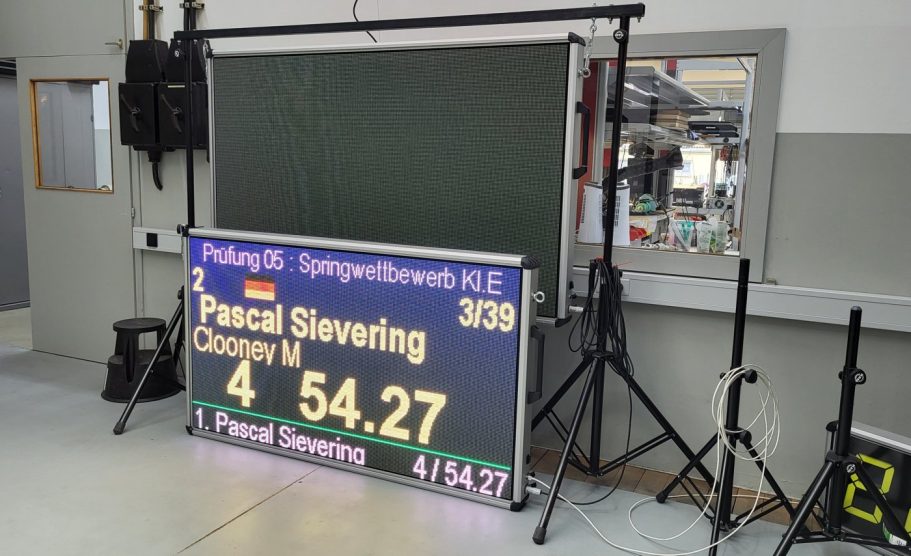 Prüfung 05 : Springwettbewerb Kl.E
2
3/39
Pascal Sievering
Clooney M
4 54.27
1. Pascal Sievering
4 / 54.27